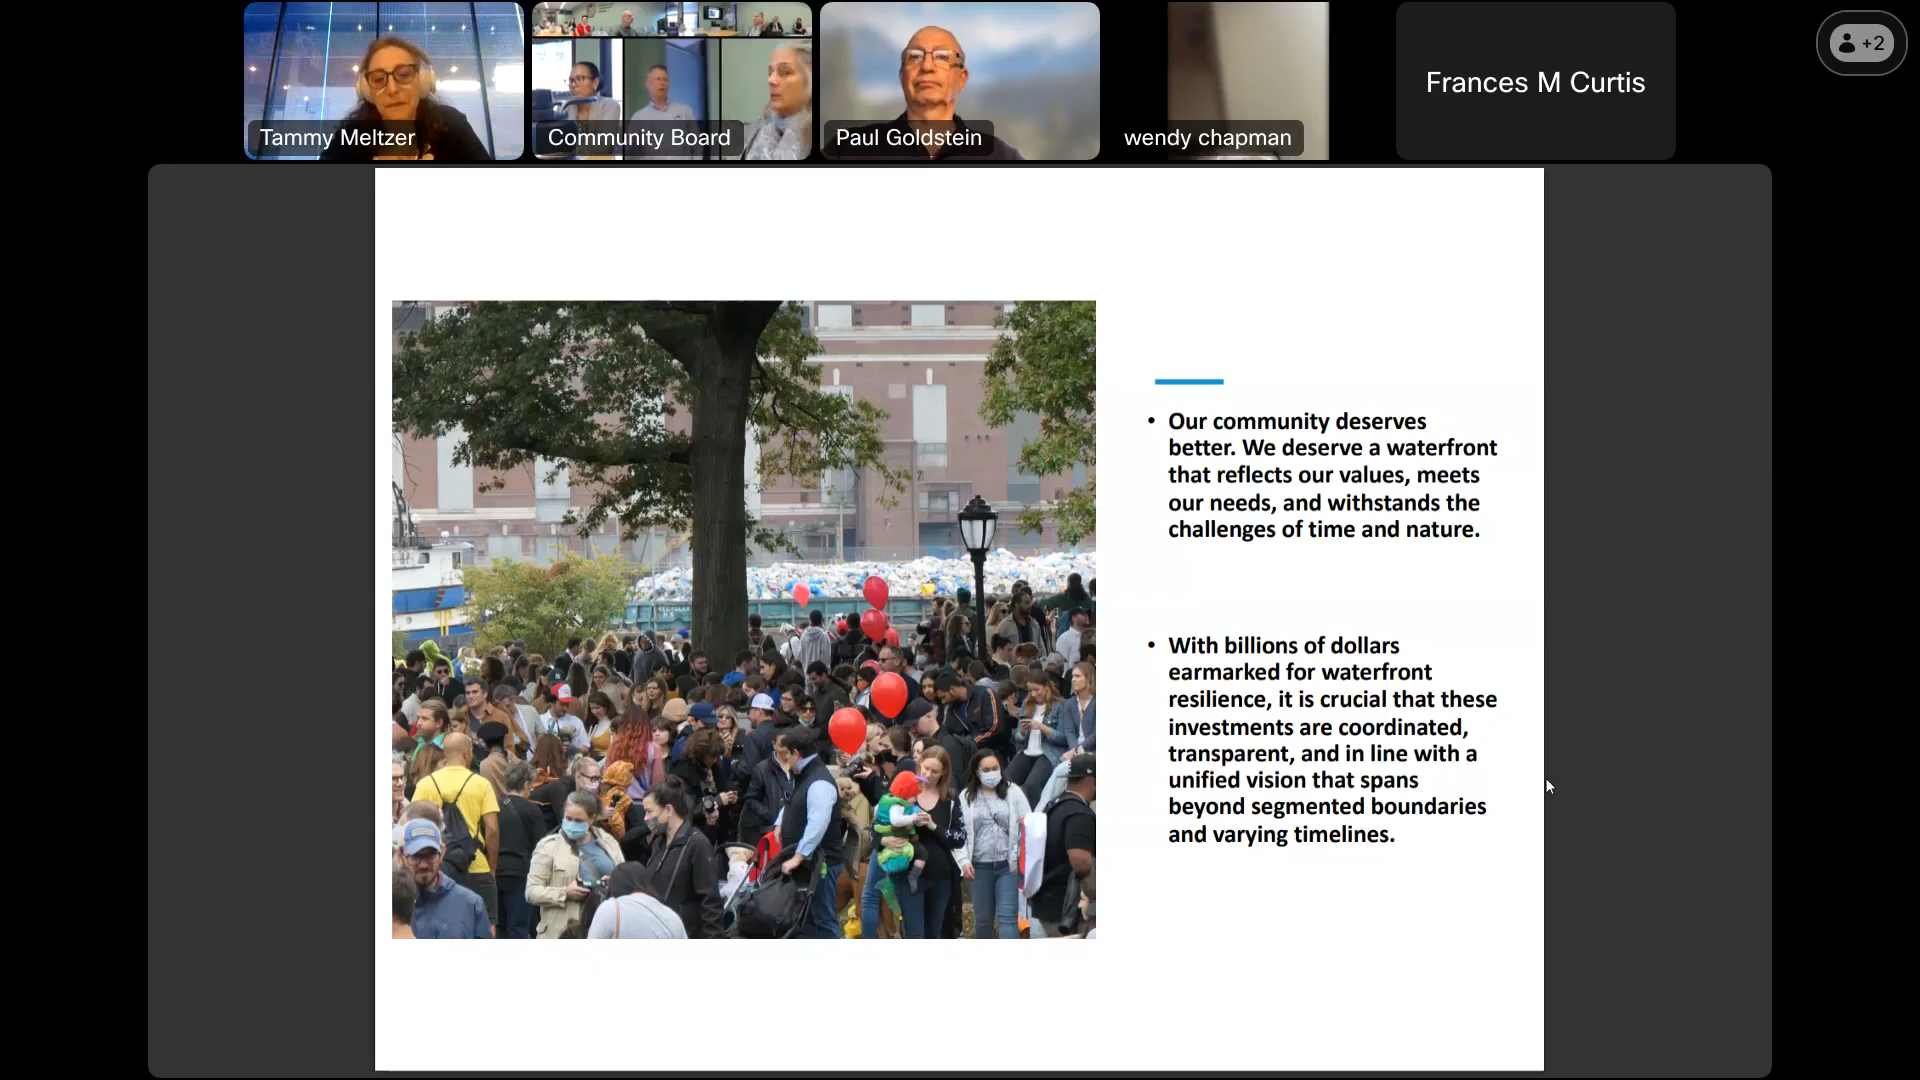 Tammy Meltzer
Community Board
Paul Goldstein
wendy chapman
Frances M Curtis
+2
• Our community deserves
better. We deserve a waterfront
that reflects our values, meets
our needs, and withstands the
challenges of time and nature.
• With billions of dollars
earmarked for waterfront
resilience, it is crucial that these
investments are coordinated,
transparent, and in line with a
unified vision that spans
beyond segmented boundaries
and varying timelines.